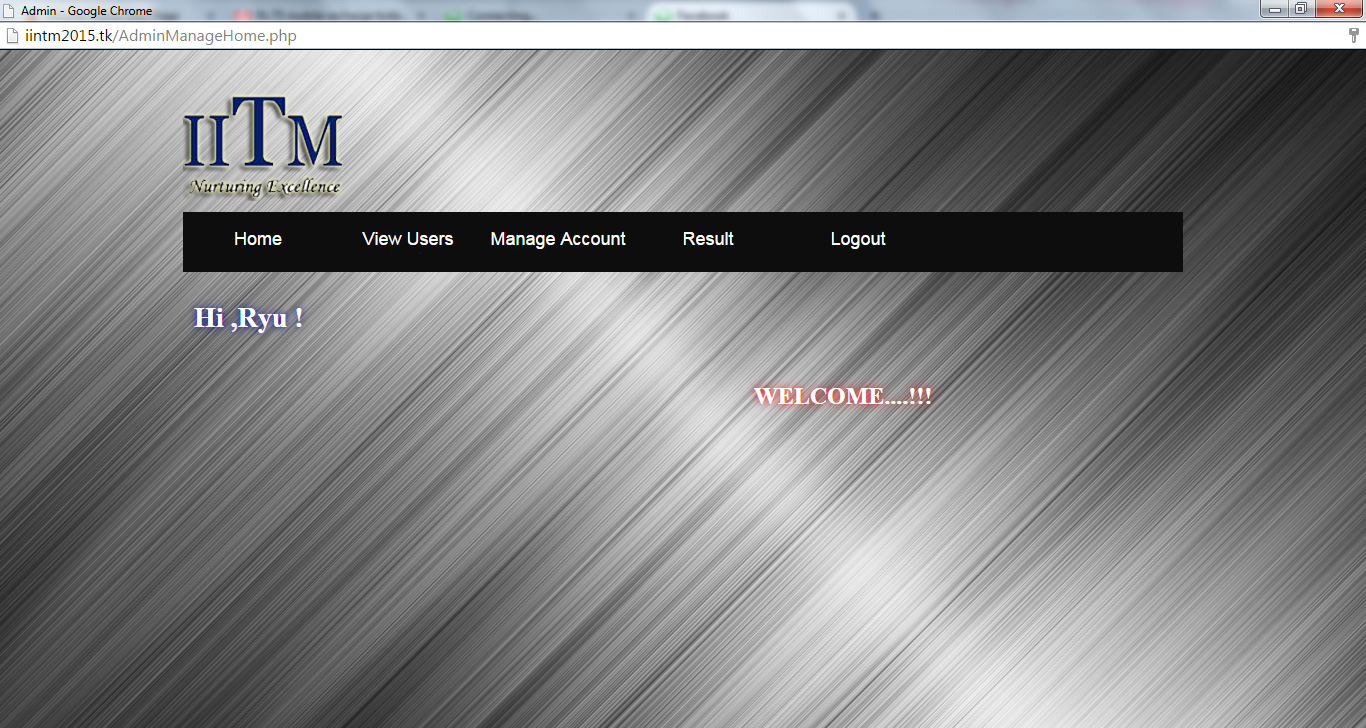 Admin - Google Chrome
iintm2015.tk/AdminManageHome.php
IITM
Nurturing Excellence
Home View Users Manage Account Result Logout
Hi ,Ryu !
WELCOME....!!!